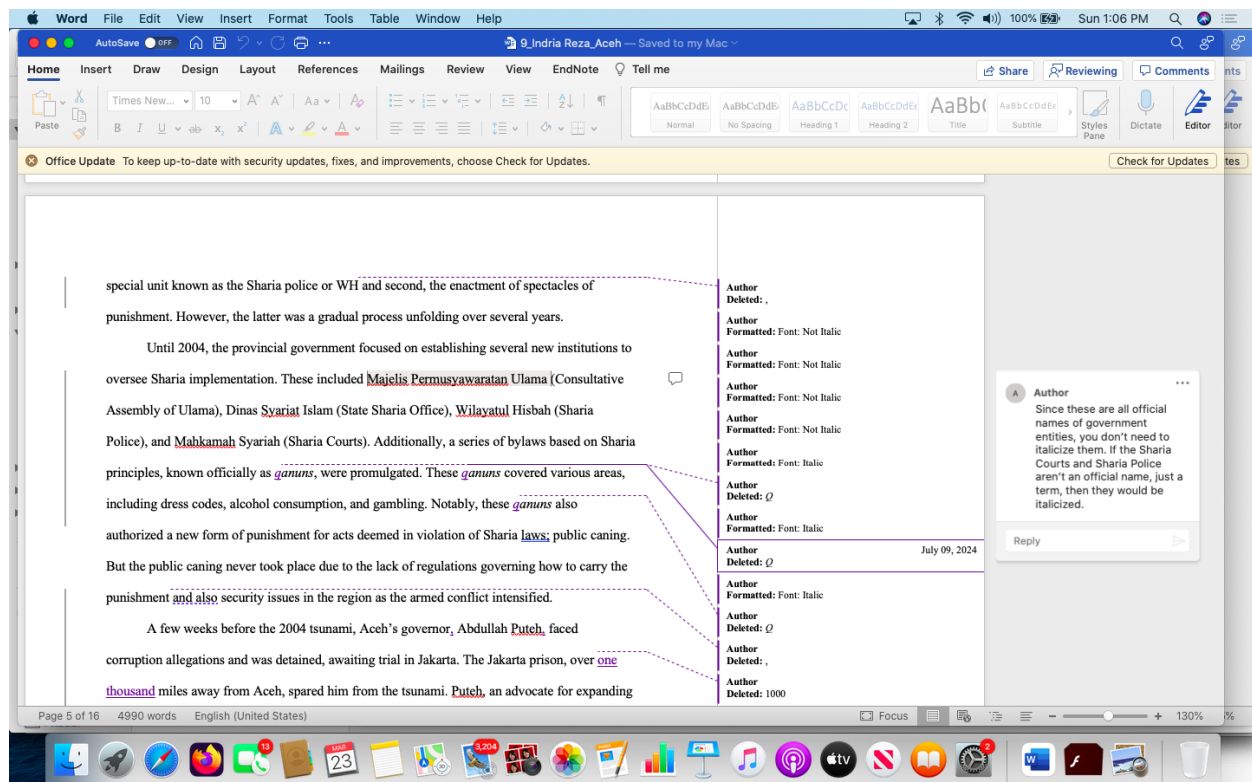 Word File Edit View Insert Format Tools Table Window Help 100% Sun 1:06 PM
AutoSave OFF 9_Indria Reza_Aceh — Saved to my Mac
Home Insert Draw Design Layout References Mailings Review View EndNote Tell me Share Reviewing Comments nts
Times New... 10 Aa
Paste B I U ab x x A A
AaBbCcDdE AaBbCcDdE AaBbCcDc AaBbCcDdE AaBb( AaBbCcDdEe
Normal No Spacing Heading 1 Heading 2 Title Subtitle Styles Pane Dictate Editor ditor
Office Update To keep up-to-date with security updates, fixes, and improvements, choose Check for Updates. Check for Updates tes
special unit known as the Sharia police or WH and second, the enactment of spectacles of
punishment. However, the latter was a gradual process unfolding over several years.
Until 2004, the provincial government focused on establishing several new institutions to
oversee Sharia implementation. These included Majelis Permusyawaratan Ulama (Consultative
Assembly of Ulama), Dinas Syariat Islam (State Sharia Office), Wilayatul Hisbah (Sharia
Police), and Mahkamah Syariah (Sharia Courts). Additionally, a series of bylaws based on Sharia
principles, known officially as qanuns, were promulgated. These qanuns covered various areas,
including dress codes, alcohol consumption, and gambling. Notably, these qanuns also
authorized a new form of punishment for acts deemed in violation of Sharia laws; public caning.
But the public caning never took place due to the lack of regulations governing how to carry the
punishment and also security issues in the region as the armed conflict intensified.
A few weeks before the 2004 tsunami, Aceh’s governor, Abdullah Puteh, faced
corruption allegations and was detained, awaiting trial in Jakarta. The Jakarta prison, over one
thousand miles away from Aceh, spared him from the tsunami. Puteh, an advocate for expanding
Author
Deleted: ,
Author
Formatted: Font: Not Italic
Author
Formatted: Font: Not Italic
Author
Formatted: Font: Not Italic
Author
Formatted: Font: Not Italic
Author
Formatted: Font: Italic
Author
Deleted: Q
Author
Formatted: Font: Italic
Author July 09, 2024
Deleted: Q
Author
Formatted: Font: Italic
Author
Deleted: Q
Author
Deleted: ,
Author
Deleted: 1000
A Author
Since these are all official
names of government
entities, you don't need to
italicize them. If the Sharia
Courts and Sharia Police
aren't an official name, just a
term, then they would be
italicized.
Reply
Page 5 of 16 4990 words English (United States) Focus 130%
13 MAR 23 3,204 tv 2 W